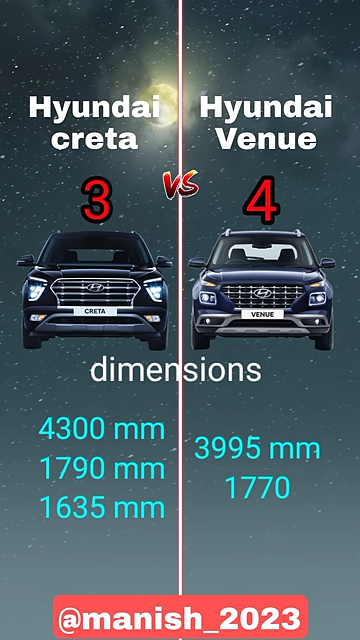 Hyundai
creta
Hyundai
Venue
VS
3
4
CRETA
VENUE
dimensions
4300 mm
1790 mm
1635 mm
3995 mm
1770
@manish_2023